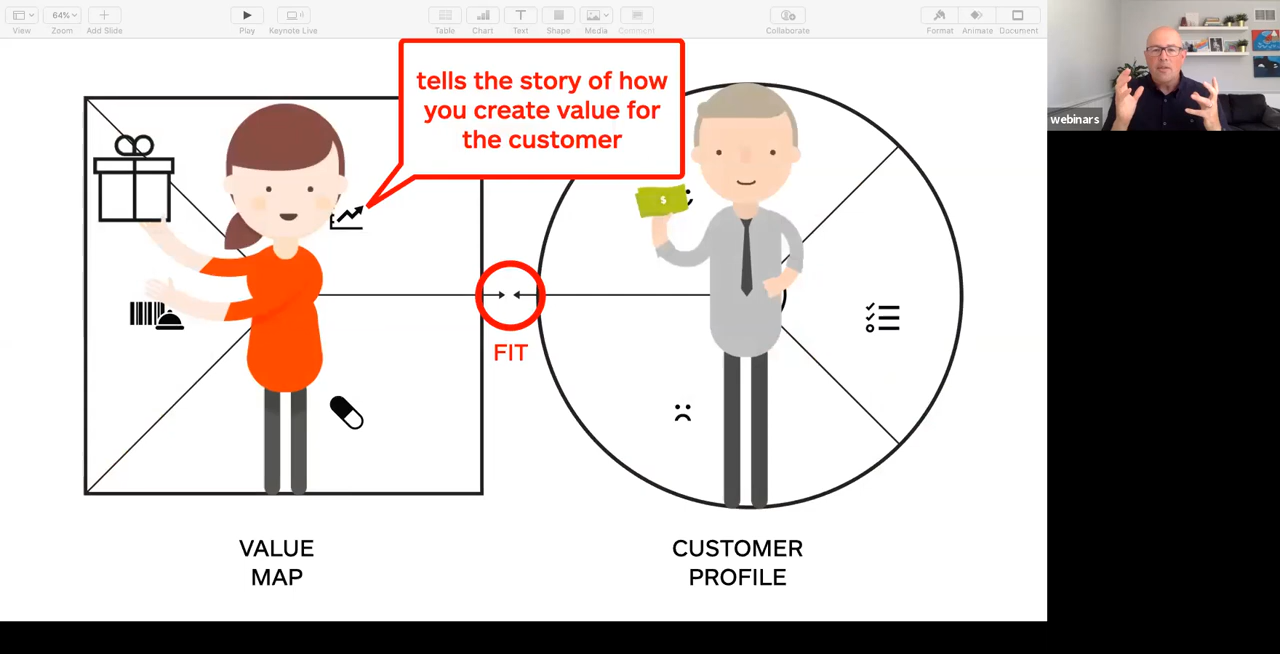 View
64%
Zoom
Add Slide
Play
Keynote Live
Table
Chart
Text
Shape
Media
Comment
Collaborate
Format
Animate
Document
webinars
tells the story of how
you create value for
the customer
$
FIT
VALUE
MAP
CUSTOMER
PROFILE